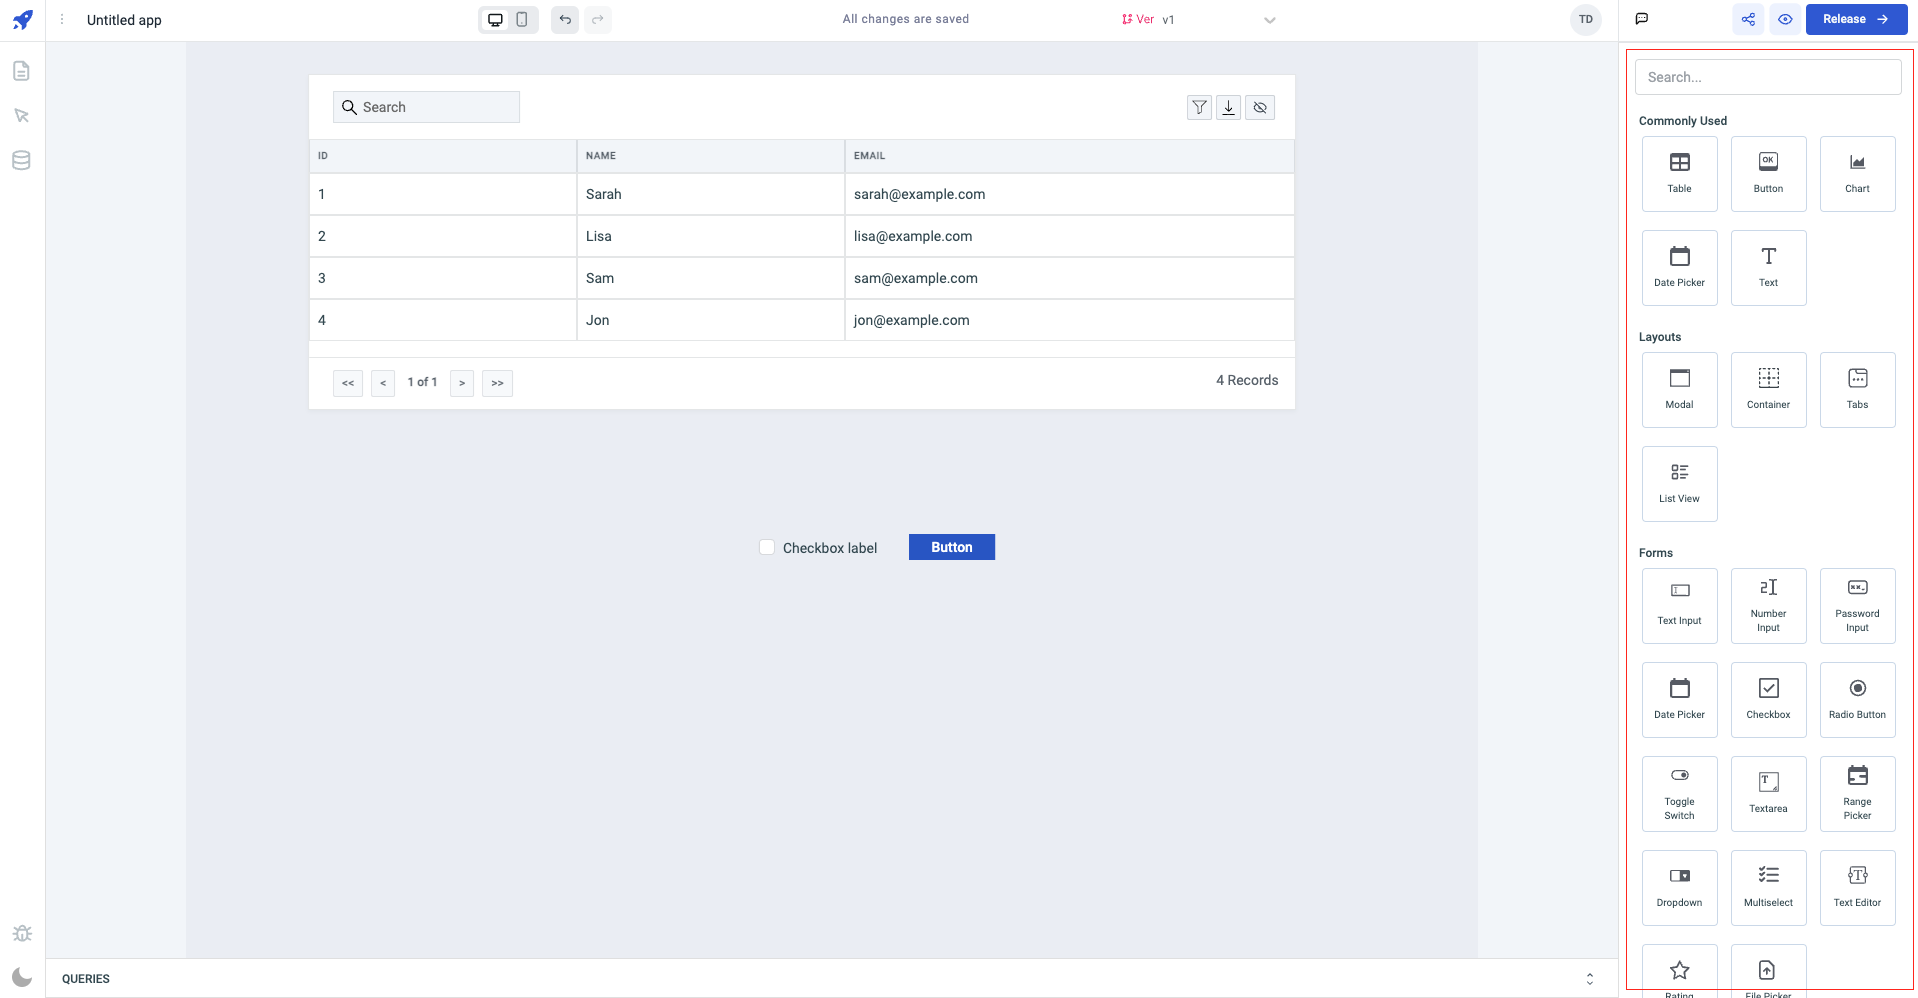 Untitled app
All changes are saved
Ver v1
TD
Release
Search
ID NAME EMAIL
1 Sarah sarah@example.com
2 Lisa lisa@example.com
3 Sam sam@example.com
4 Jon jon@example.com
<< < 1 of 1 > >> 4 Records
Checkbox label
Button
QUERIES
Search...
Commonly Used
OK
Table Button Chart
Date Picker Text
Layouts
Modal Container Tabs
List View
Forms
Text Input
Number
Input
Password
Input
Date Picker Checkbox Radio Button
Toggle
Switch
Textarea
Range
Picker
Dropdown Multiselect Text Editor
Rating File Picker